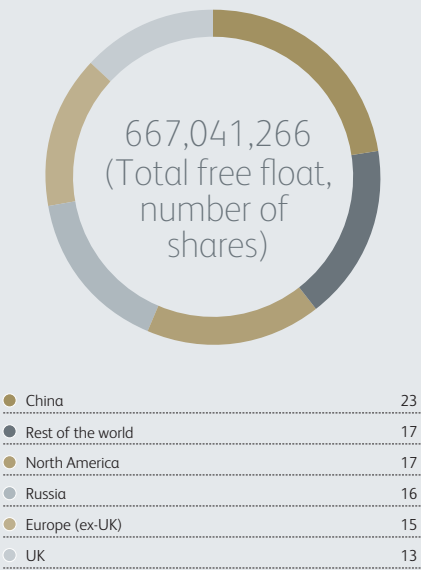 667,041,266
(Total free float,
number of
shares)
China 23
Rest of the world 17
North America 17
Russia 16
Europe (ex-UK) 15
UK 13